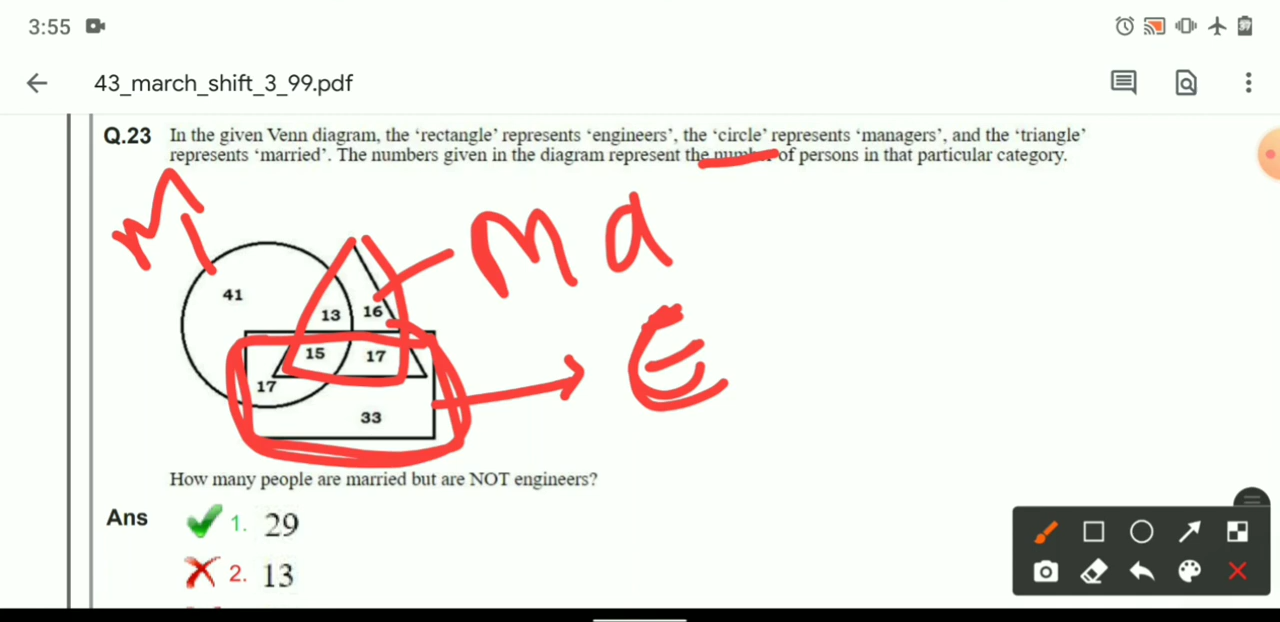 3:55
37
43_march_shift_3_99.pdf
Q.23 In the given Venn diagram, the ‘rectangle’ represents ‘engineers’, the ‘circle’ represents ‘managers’, and the ‘triangle’
represents ‘married’. The numbers given in the diagram represent the number of persons in that particular category.
M
Ma
41
13 16
E
15 17
17
33
How many people are married but are NOT engineers?
Ans 1. 29
2. 13